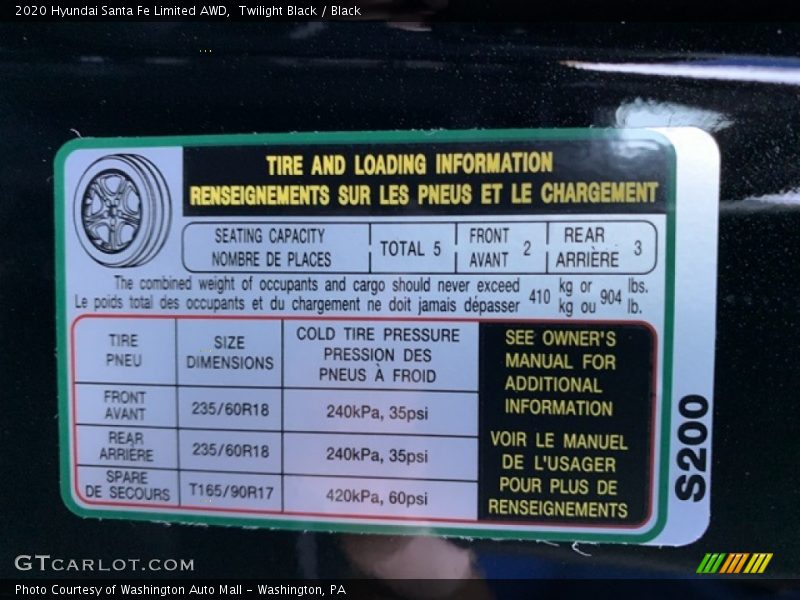 2020 Hyundai Santa Fe Limited AWD,  Twilight Black / Black
TIRE AND LOADING INFORMATION
RENSEIGNEMENTS SUR LES PNEUS ET LE CHARGEMENT
SEATING CAPACITY
NOMBRE DE PLACES
TOTAL 5
FRONT
AVANT
2
REAR
ARRIÈRE
3
The combined weight of occupants and cargo should never exceed
Le poids total des occupants et du chargement ne doit jamais dépasser
410
kg or
kg ou
904
lbs.
lb.
TIRE
PNEU
SIZE
DIMENSIONS
COLD TIRE PRESSURE
PRESSION DES
PNEUS À FROID
FRONT
AVANT
235/60R18
240kPa, 35psi
REAR
ARRIÈRE
235/60R18
240kPa, 35psi
SPARE
DE SECOURS
T165/90R17
420kPa, 60psi
SEE OWNER'S
MANUAL FOR
ADDITIONAL
INFORMATION
VOIR LE MANUEL
DE L'USAGER
POUR PLUS DE
RENSEIGNEMENTS
S200
GTCARLOT.COM
Photo Courtesy of Washington Auto Mall - Washington, PA